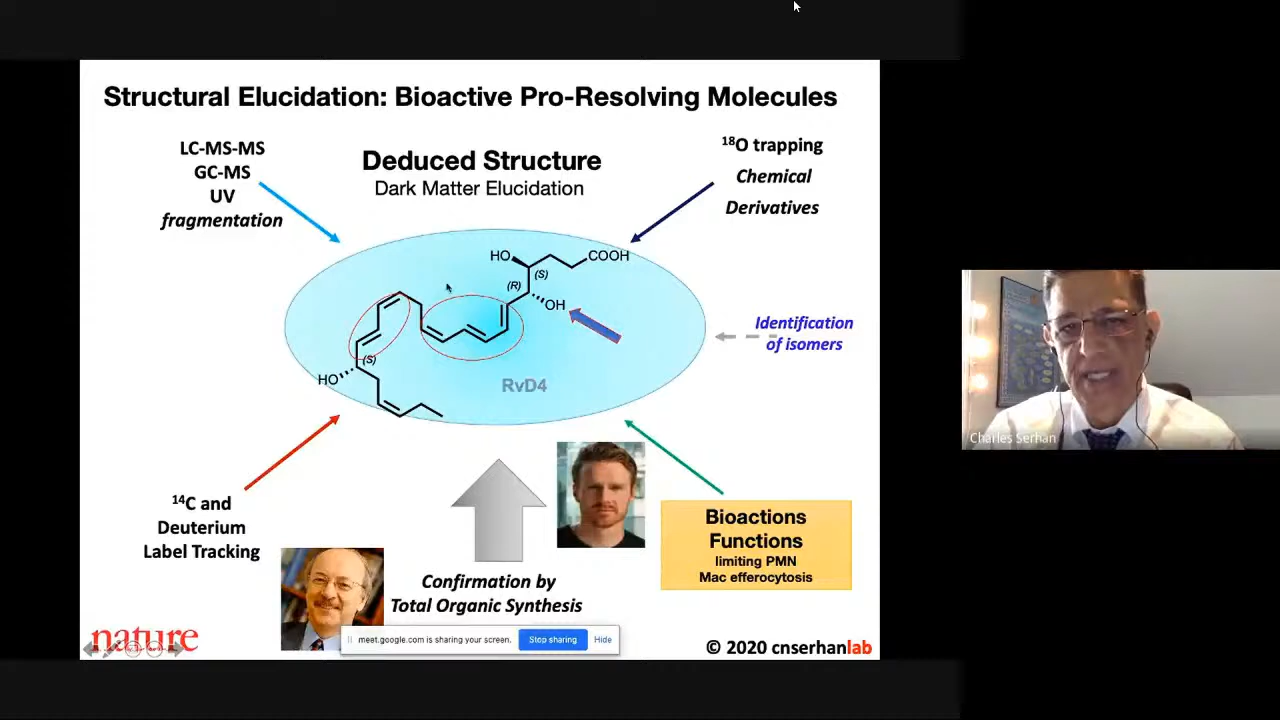 Structural Elucidation: Bioactive Pro-Resolving Molecules
LC-MS-MS
GC-MS
UV
fragmentation
Deduced Structure
Dark Matter Elucidation
¹⁸O trapping
Chemical
Derivatives
HO
COOH
(S)
(R)
OH
(S)
HO
RvD4
Identification
of isomers
Charles Serhan
¹⁴C and
Deuterium
Label Tracking
Bioactions
Functions
limiting PMN
Mac efferocytosis
Confirmation by
Total Organic Synthesis
meet.google.com is sharing your screen.
Stop sharing
Hide
nature
© 2020 cnserhanlab